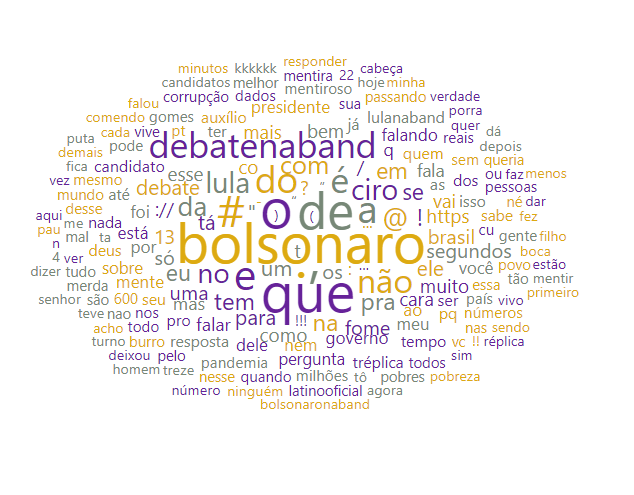 minutos kkkkkk responder
candidatos melhor mentira 22 cabeça
corrupção dados mentiroso hoje minha
falou auxílio presidente sua passando verdade
comendo gomes já lulanaband porra
cada vive pt ter mais bem falando reais quer dá
puta pode debatenaband q quem sem queria depois
demais esse co com /. em fala ou faz menos
fica candidato lula do ? " é ciro se as dos pessoas
vez mesmo debate
mundo até da # " o ) ( de a ... @ ! https vai isso né dar
desse foi :// tá brasil sabe fez
aqui me nada 13 bolsonaro segundos cu gente filho
pau mal ta está só t você boca
n deus por eu no e um que , .. os : ... não ele povo estão
4 ver sobre muito essa tão mentir
dizer tudo mente uma mas tem pra cara ser país vivo primeiro
merda
senhor são 600 seu para !!! na fome meu ao pq números
teve nao nos pro falar como governo tempo vc nas sendo
acho todo resposta dele nem !! réplica
turno burro pandemia pergunta tréplica todos sim
deixou pelo nesse quando milhões tô pobres pobreza
homem treze
número ninguém latinooficial agora
bolsonaronaband